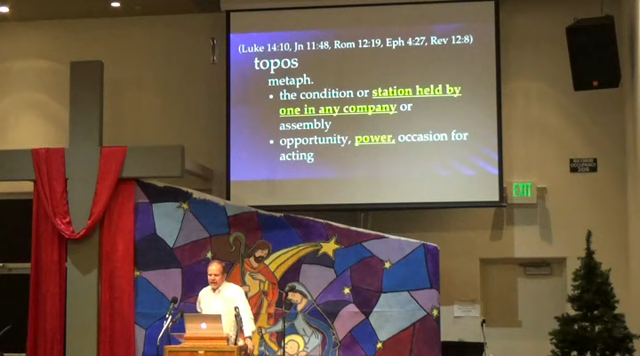 (Luke 14:10, Jn 11:48, Rom 12:19, Eph 4:27, Rev 12:8)
topos
metaph.
• the condition or station held by
one in any company or
assembly
• opportunity, power, occasion for
acting
EXIT